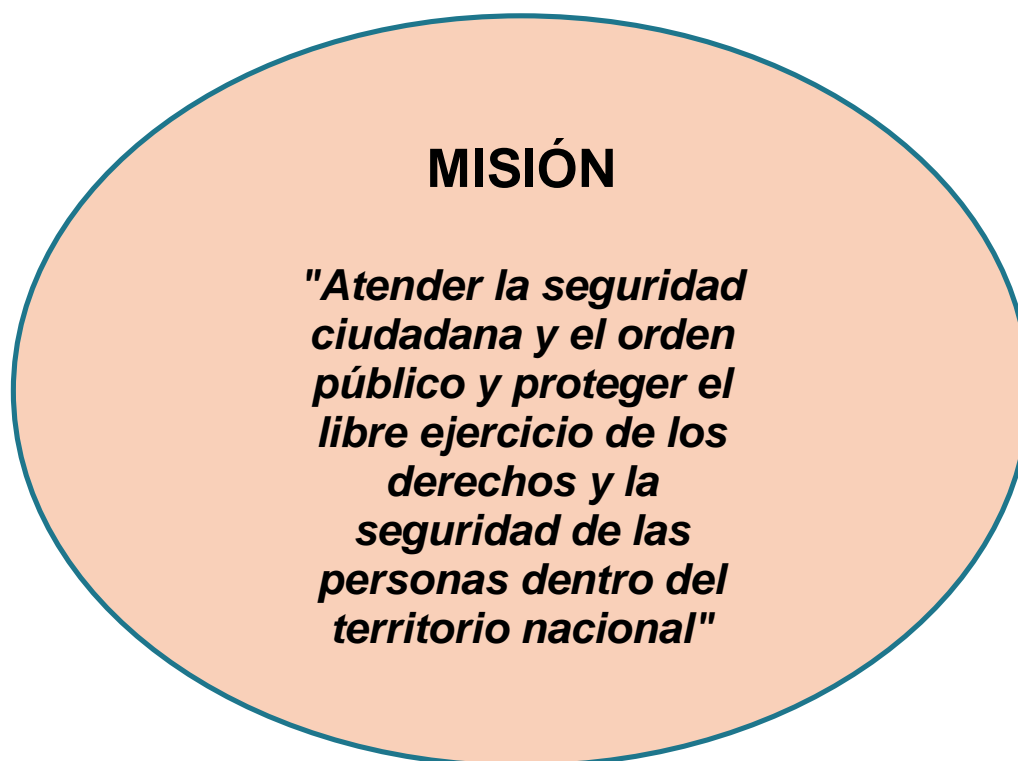 MISIÓN
"Atender la seguridad
ciudadana y el orden
público y proteger el
libre ejercicio de los
derechos y la
seguridad de las
personas dentro del
territorio nacional"